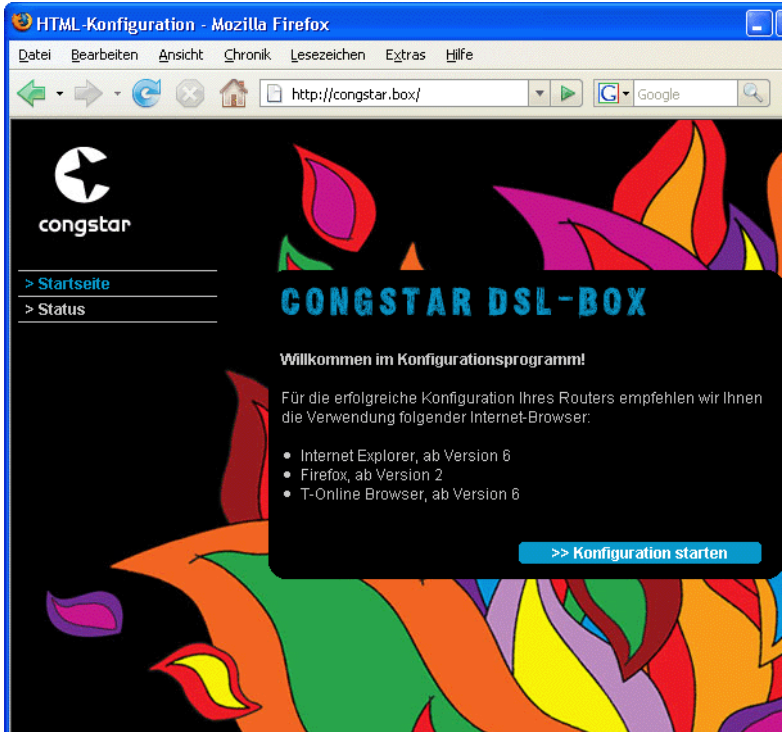 HTML-Konfiguration - Mozilla Firefox
Datei Bearbeiten Ansicht Chronik Lesezeichen Extras Hilfe
http://congstar.box/
G
Google
congstar
> Startseite
> Status
CONGSTAR DSL-BOX
Willkommen im Konfigurationsprogramm!
Für die erfolgreiche Konfiguration Ihres Routers empfehlen wir Ihnen
die Verwendung folgender Internet-Browser:
• Internet Explorer, ab Version 6
• Firefox, ab Version 2
• T-Online Browser, ab Version 6
>> Konfiguration starten